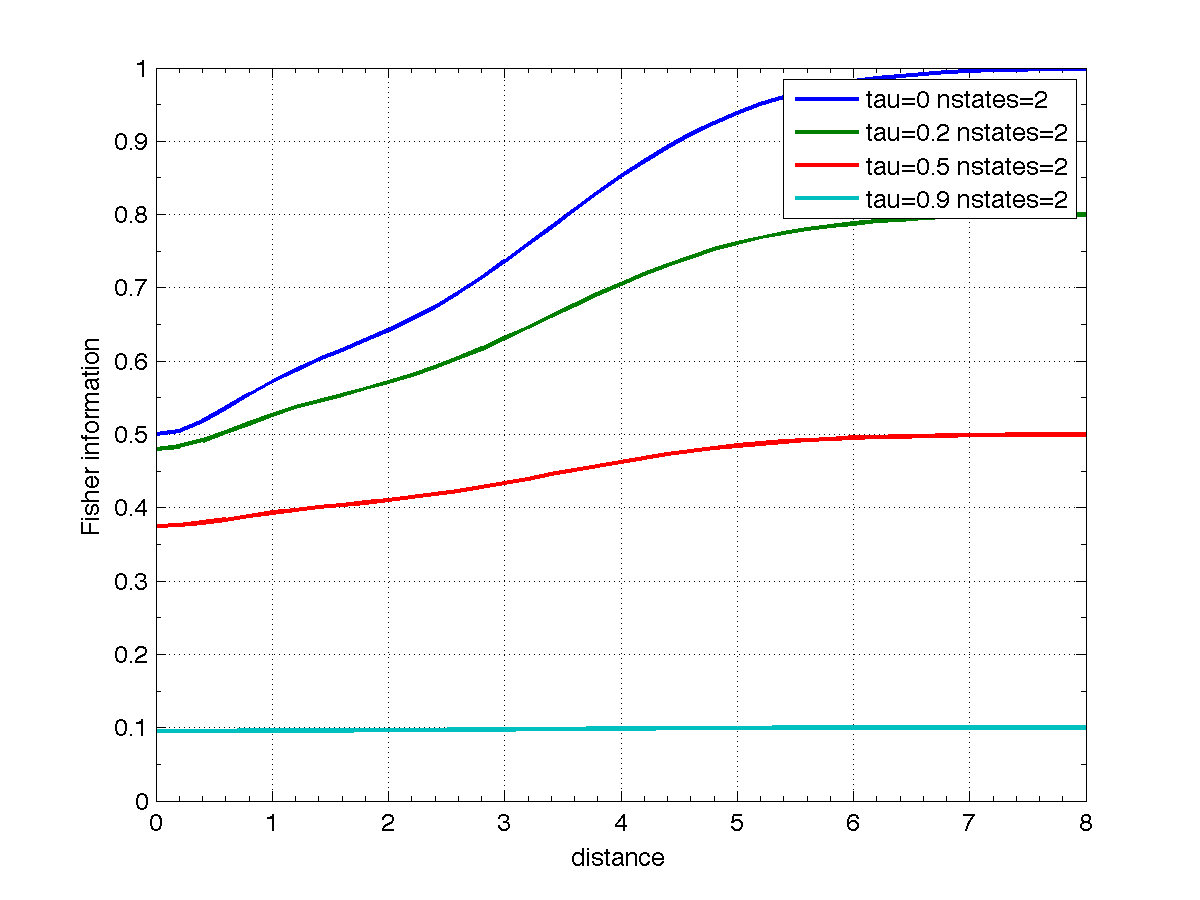 1
0.9
0.8
0.7
0.6
0.5
0.4
0.3
0.2
0.1
0
Fisher information
tau=0 nstates=2
tau=0.2 nstates=2
tau=0.5 nstates=2
tau=0.9 nstates=2
0 1 2 3 4 5 6 7 8
distance